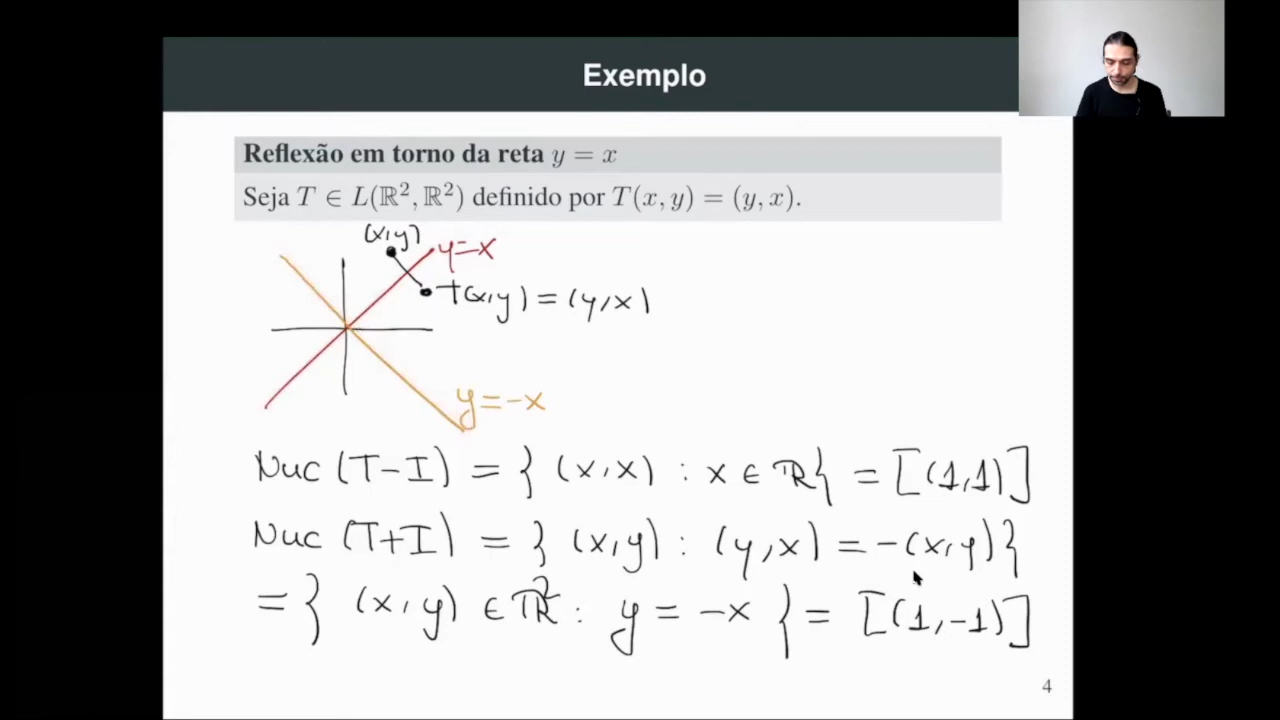 Exemplo
Reflexão em torno da reta y = x
Seja T ∈ L(ℝ², ℝ²) definido por T(x, y) = (y, x).
(x,y)
y=x
T(x,y) = (y,x)
y=-x
Nuc (T-I) = { (x,x) : x ∈ ℝ} = [(1,1)]
Nuc (T+I) = { (x,y) : (y,x) = -(x,y)}
= { (x,y) ∈ ℝ² : y = -x } = [(1,-1)]
4